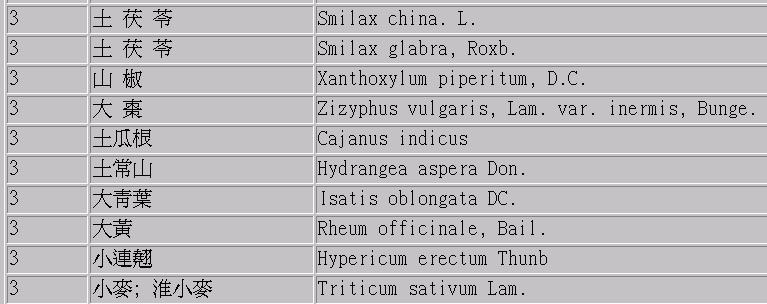 3 土 茯 苓 Smilax china. L.
3 土 茯 苓 Smilax glabra, Roxb.
3 山 椒 Xanthoxylum piperitum, D.C.
3 大 棗 Zizyphus vulgaris, Lam. var. inermis, Bunge.
3 土瓜根 Cajanus indicus
3 土常山 Hydrangea aspera Don.
3 大靑葉 Isatis oblongata DC.
3 大黃 Rheum officinale, Bail.
3 小連翹 Hypericum erectum Thunb
3 小麥; 淮小麥 Triticum sativum Lam.